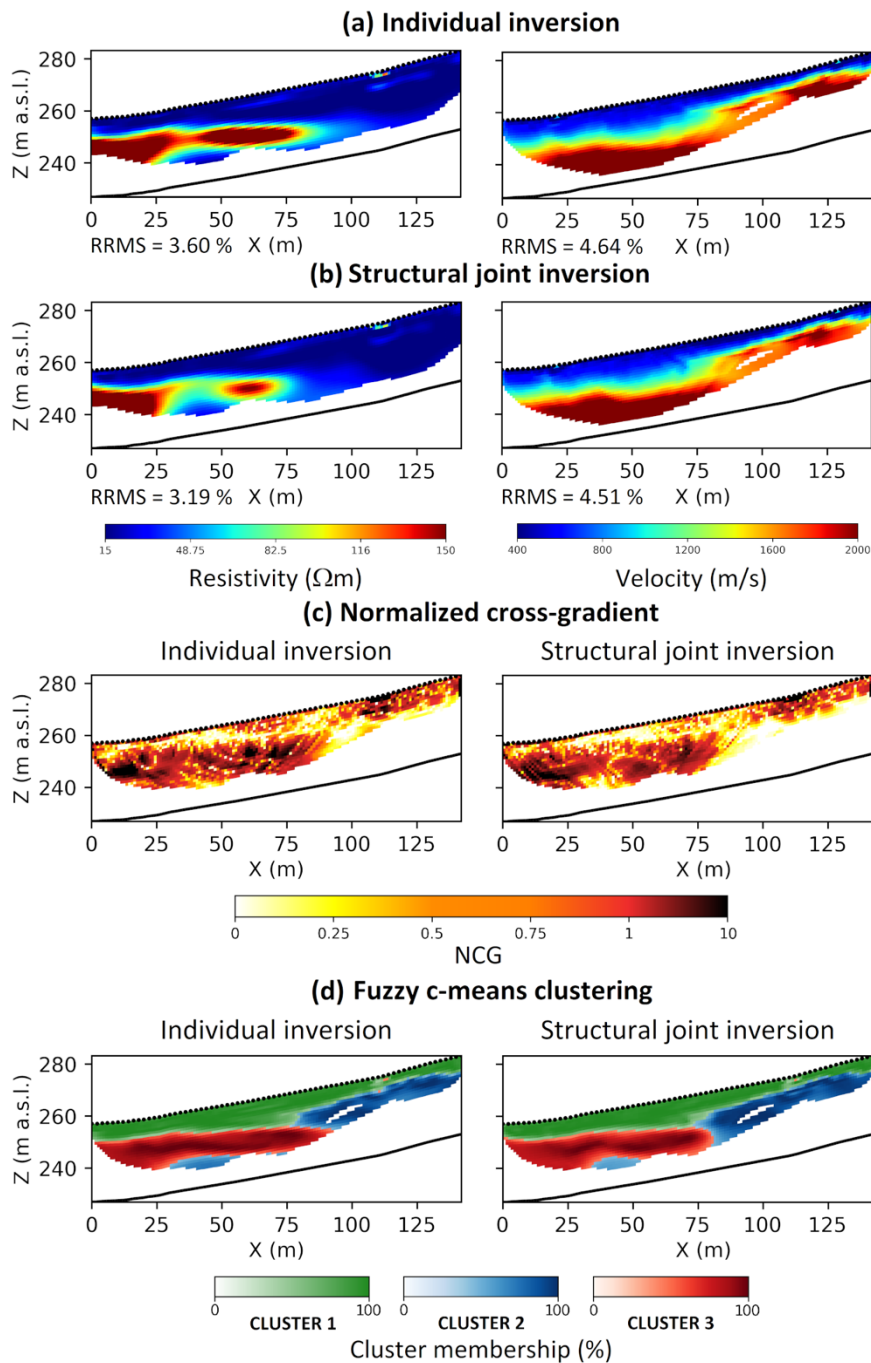 (a) Individual inversion
280
260
240
Z (m a.s.l.)
0 25 50 75 100 125
0 25 50 75 100 125
RRMS = 3.60 % X (m)
RRMS = 4.64 % X (m)
(b) Structural joint inversion
280
260
240
Z (m a.s.l.)
0 25 50 75 100 125
0 25 50 75 100 125
RRMS = 3.19 % X (m)
RRMS = 4.51 % X (m)
15 48.75 82.5 116 150
400 800 1200 1600 2000
Resistivity (Ωm)
Velocity (m/s)
(c) Normalized cross-gradient
Individual inversion
Structural joint inversion
280
260
240
Z (m a.s.l.)
0 25 50 75 100 125
0 25 50 75 100 125
X (m)
X (m)
0 0.25 0.5 0.75 1 10
NCG
(d) Fuzzy c-means clustering
Individual inversion
Structural joint inversion
280
260
240
Z (m a.s.l.)
0 25 50 75 100 125
0 25 50 75 100 125
X (m)
X (m)
0 100
0 100
0 100
CLUSTER 1
CLUSTER 2
CLUSTER 3
Cluster membership (%)